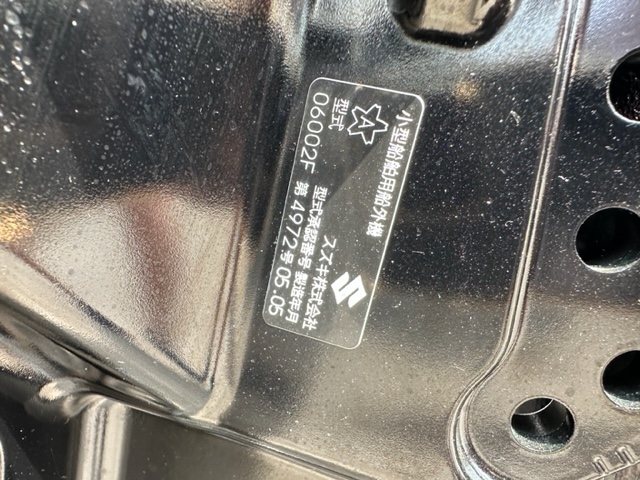 小型船舶用船外機
A
スズキ株式会社
型式 型式承認番号 製造年月
06002F 第4972号 05.05